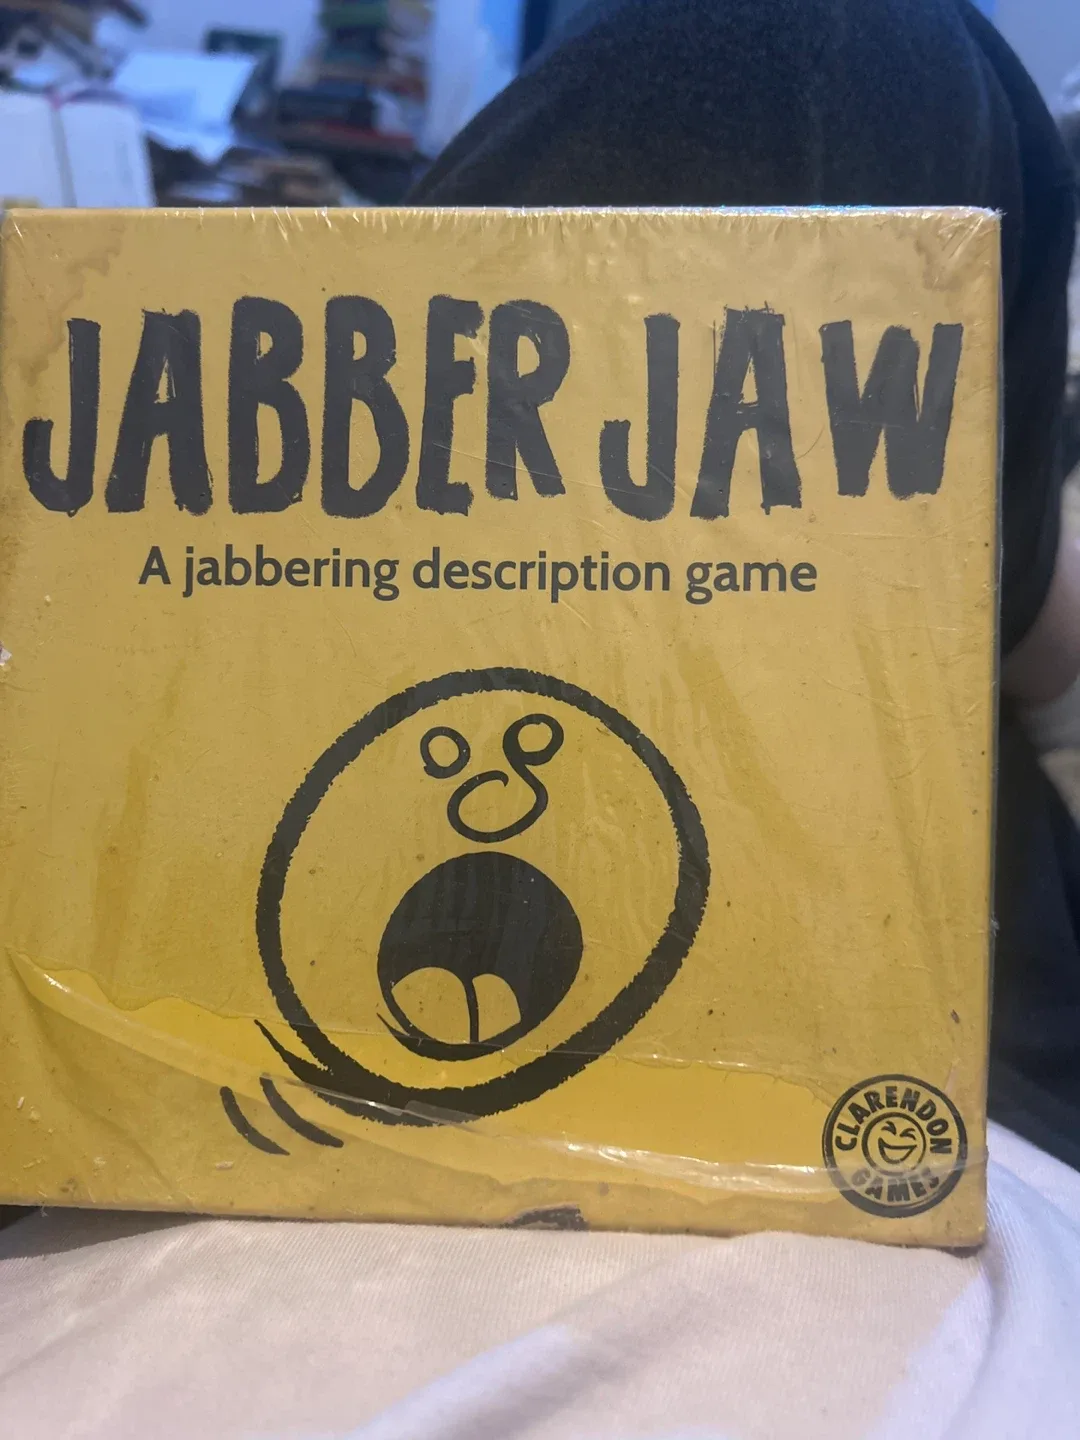 JABBER JAW
A jabbering description game
CLARENDON
GAMES